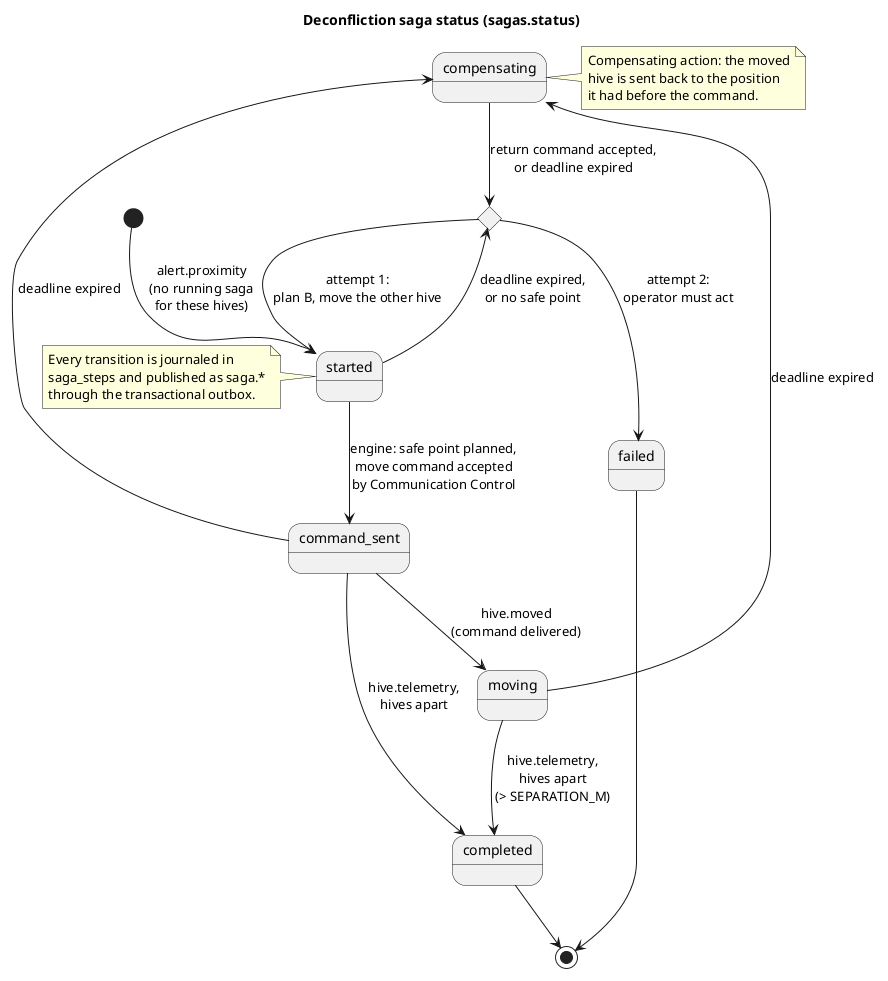 Deconfliction saga status (sagas.status)
compensating
Compensating action: the moved
hive is sent back to the position
it had before the command.
return command accepted,
or deadline expired
deadline expired
alert.proximity
(no running saga
for these hives)
attempt 1:
plan B, move the other hive
deadline expired,
or no safe point
attempt 2:
operator must act
Every transition is journaled in
saga_steps and published as saga.*
through the transactional outbox.
started
deadline expired
engine: safe point planned,
move command accepted
by Communication Control
failed
command_sent
hive.moved
(command delivered)
hive.telemetry,
hives apart
moving
hive.telemetry,
hives apart
(> SEPARATION_M)
completed